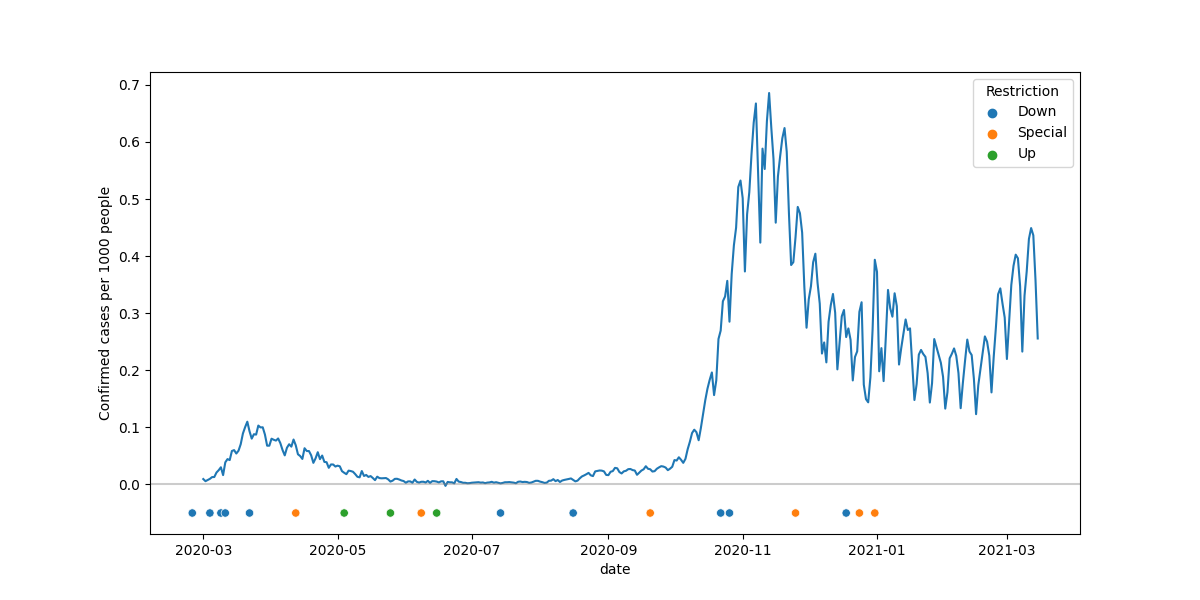 Confirmed cases per 1000 people
0.7
0.6
0.5
0.4
0.3
0.2
0.1
0.0
Restriction
Down
Special
Up
2020-03 2020-05 2020-07 2020-09 2020-11 2021-01 2021-03
date